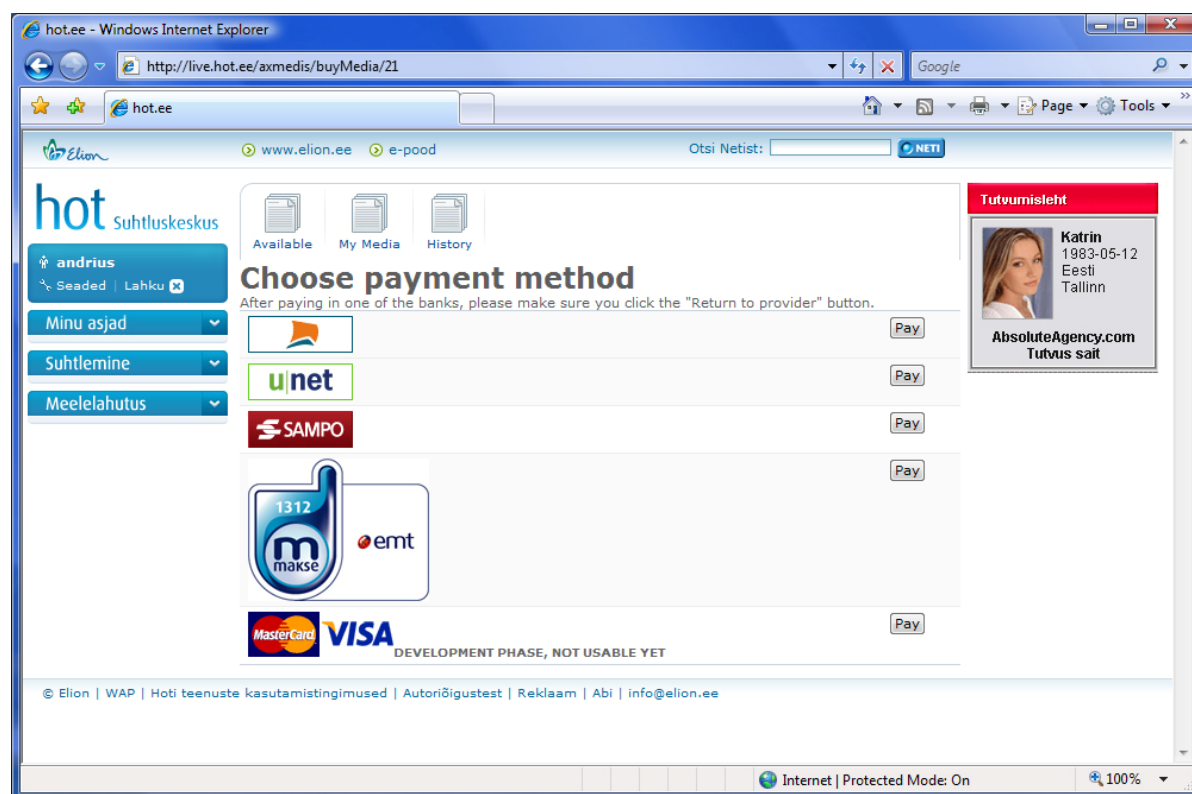 hot.ee - Windows Internet Explorer
http://live.hot.ee/axmedis/buyMedia/21
Google
hot.ee
Page
Tools
Elion
www.elion.ee
e-pood
Otsi Netist:
NETI
hot Suhtluskeskus
andrius
Seaded | Lahku
Minu asjad
Suhtlemine
Meelelahutus
Available
My Media
History
Choose payment method
After paying in one of the banks, please make sure you click the "Return to provider" button.
Pay
u|net
Pay
SAMPO
Pay
1312
m
makse
emt
Pay
MasterCard
VISA
DEVELOPMENT PHASE, NOT USABLE YET
Pay
Tutvumisleht
Katrin
1983-05-12
Eesti
Tallinn
AbsoluteAgency.com
Tutvus sait
© Elion | WAP | Hoti teenuste kasutamistingimused | Autoriõigustest | Reklaam | Abi | info@elion.ee
Internet | Protected Mode: On
100%